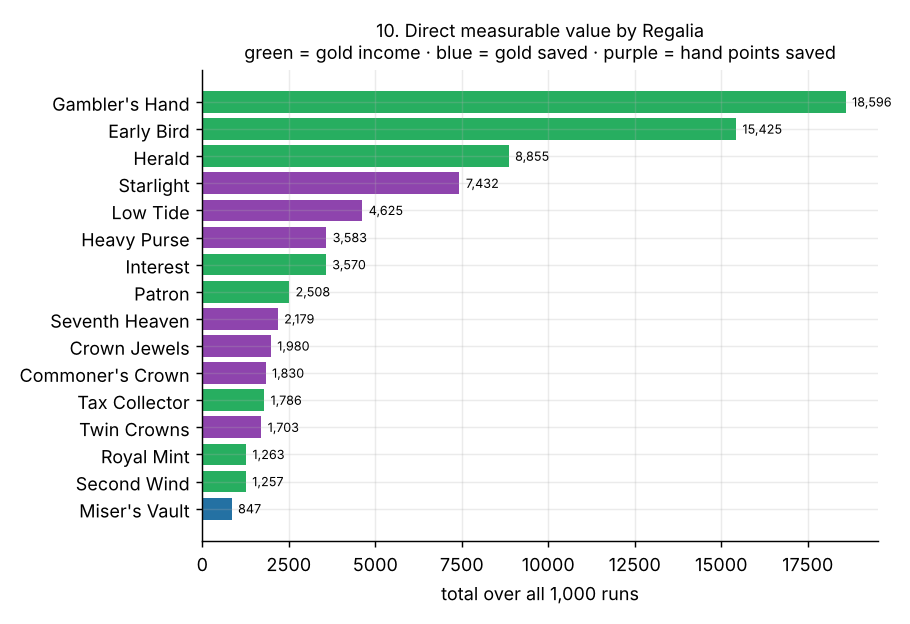 10. Direct measurable value by Regalia
green = gold income · blue = gold saved · purple = hand points saved
Gambler's Hand 18,596
Early Bird 15,425
Herald 8,855
Starlight 7,432
Low Tide 4,625
Heavy Purse 3,583
Interest 3,570
Patron 2,508
Seventh Heaven 2,179
Crown Jewels 1,980
Commoner's Crown 1,830
Tax Collector 1,786
Twin Crowns 1,703
Royal Mint 1,263
Second Wind 1,257
Miser's Vault 847
0 2500 5000 7500 10000 12500 15000 17500
total over all 1,000 runs